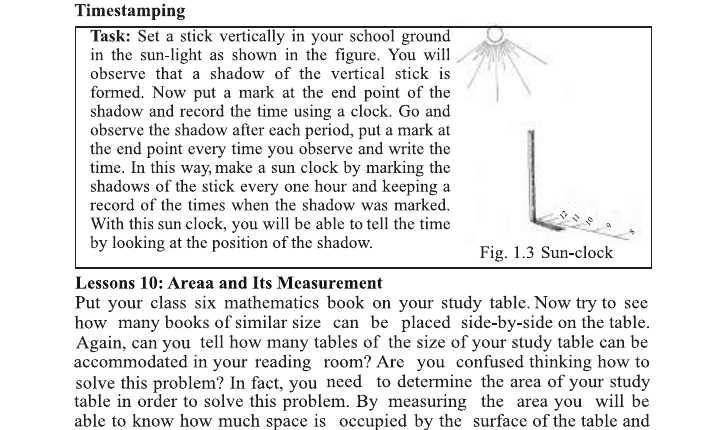 Timestamping
Task: Set a stick vertically in your school ground
in the sun-light as shown in the figure. You will
observe that a shadow of the vertical stick is
formed. Now put a mark at the end point of the
shadow and record the time using a clock. Go and
observe the shadow after each period, put a mark at
the end point every time you observe and write the
time. In this way, make a sun clock by marking the
shadows of the stick every one hour and keeping a
record of the times when the shadow was marked.
With this sun clock, you will be able to tell the time
by looking at the position of the shadow.
12 11 10 9 8
Fig. 1.3 Sun-clock
Lessons 10: Areaa and Its Measurement
Put your class six mathematics book on your study table. Now try to see
how many books of similar size can be placed side-by-side on the table.
Again, can you tell how many tables of the size of your study table can be
accommodated in your reading room? Are you confused thinking how to
solve this problem? In fact, you need to determine the area of your study
table in order to solve this problem. By measuring the area you will be
able to know how much space is occupied by the surface of the table and